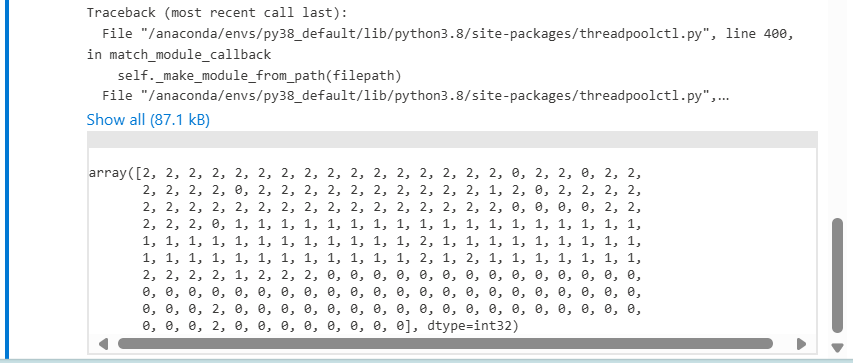 Traceback (most recent call last):
  File "/anaconda/envs/py38_default/lib/python3.8/site-packages/threadpoolctl.py", line 400,
in match_module_callback
    self._make_module_from_path(filepath)
  File "/anaconda/envs/py38_default/lib/python3.8/site-packages/threadpoolctl.py",...
Show all (87.1 kB)
array([2, 2, 2, 2, 2, 2, 2, 2, 2, 2, 2, 2, 2, 2, 2, 2, 0, 2, 2, 0, 2, 2,
       2, 2, 2, 2, 0, 2, 2, 2, 2, 2, 2, 2, 2, 2, 2, 1, 2, 0, 2, 2, 2, 2,
       2, 2, 2, 2, 2, 2, 2, 2, 2, 2, 2, 2, 2, 2, 2, 2, 0, 0, 0, 0, 2, 2,
       2, 2, 2, 0, 1, 1, 1, 1, 1, 1, 1, 1, 1, 1, 1, 1, 1, 1, 1, 1, 1, 1,
       1, 1, 1, 1, 1, 1, 1, 1, 1, 1, 1, 1, 2, 1, 1, 1, 1, 1, 1, 1, 1, 1,
       1, 1, 1, 1, 1, 1, 1, 1, 1, 1, 1, 1, 2, 1, 2, 1, 1, 1, 1, 1, 1, 1,
       2, 2, 2, 2, 1, 2, 2, 2, 0, 0, 0, 0, 0, 0, 0, 0, 0, 0, 0, 0, 0, 0,
       0, 0, 0, 0, 0, 0, 0, 0, 0, 0, 0, 0, 0, 0, 0, 0, 0, 0, 0, 0, 0, 0,
       0, 0, 0, 2, 0, 0, 0, 0, 0, 0, 0, 0, 0, 0, 0, 0, 0, 0, 0, 0, 0, 0,
       0, 0, 0, 2, 0, 0, 0, 0, 0, 0, 0, 0], dtype=int32)